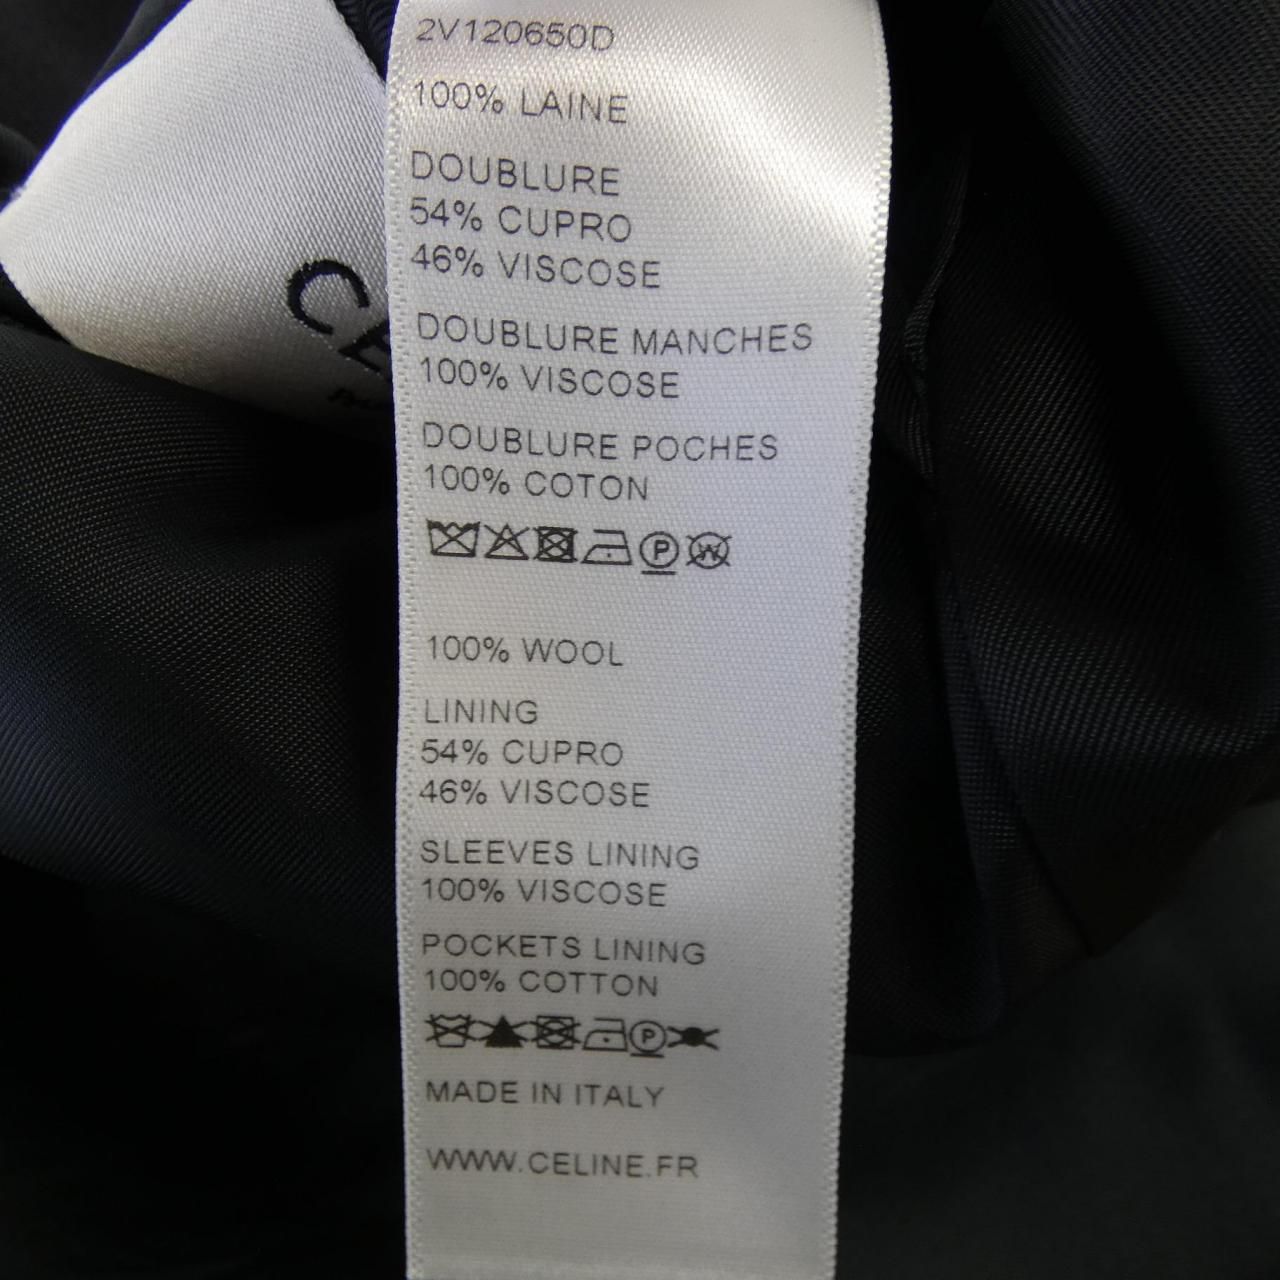 2V120650D
100% LAINE
DOUBLURE
54% CUPRO
46% VISCOSE
DOUBLURE MANCHES
100% VISCOSE
DOUBLURE POCHES
100% COTON
P W
100% WOOL
LINING
54% CUPRO
46% VISCOSE
SLEEVES LINING
100% VISCOSE
POCKETS LINING
100% COTTON
P
MADE IN ITALY
WWW.CELINE.FR